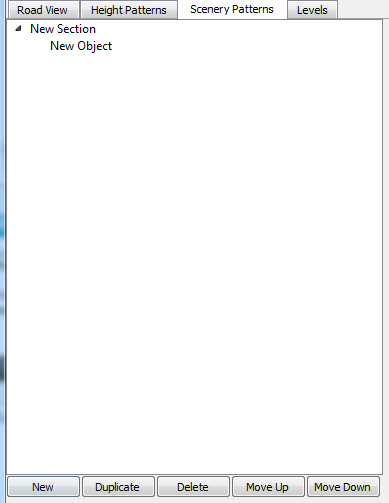 Road View Height Patterns Scenery Patterns Levels
New Section
New Object
New Duplicate Delete Move Up Move Down